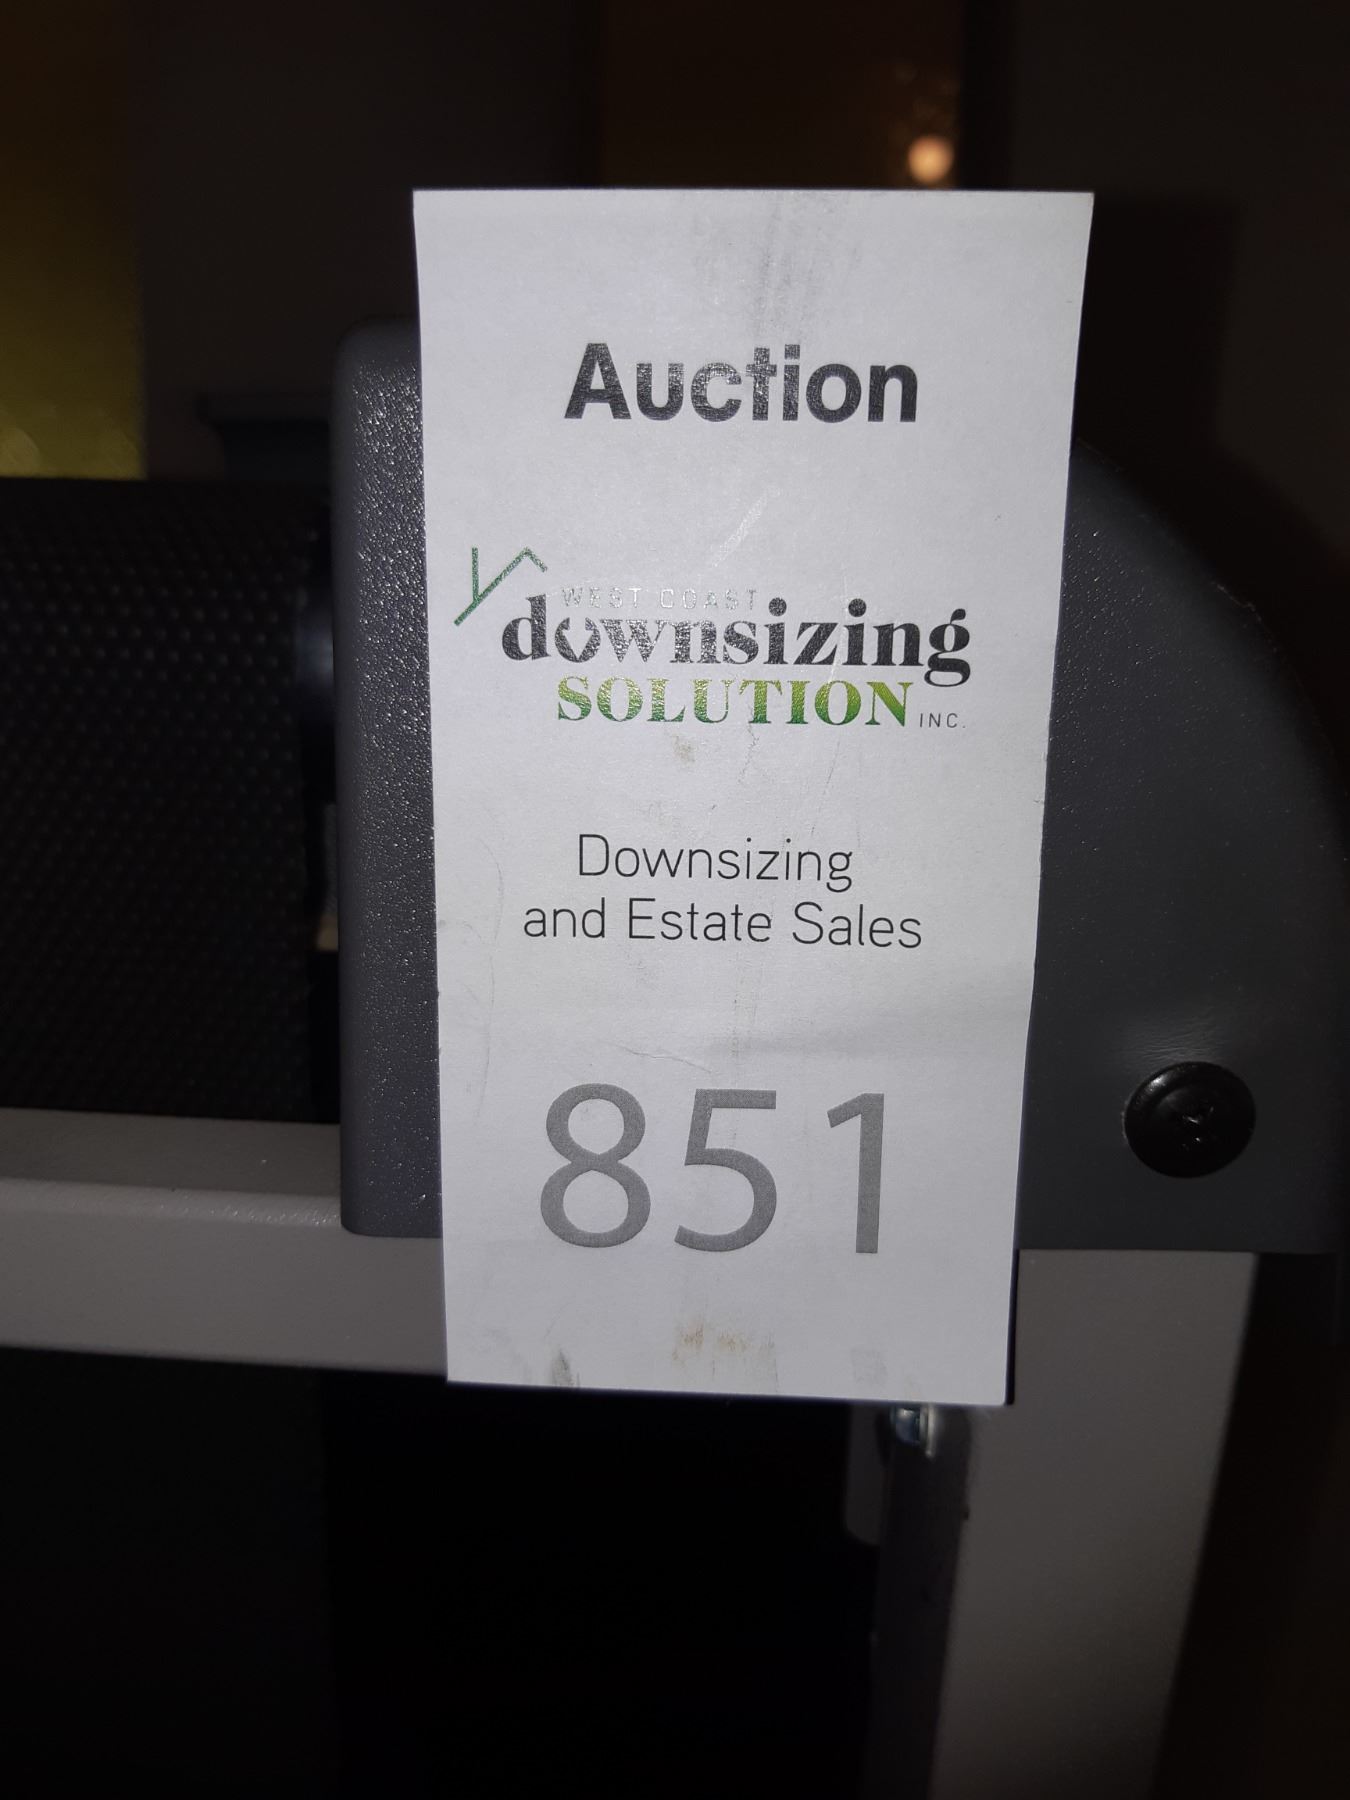 Auction
WEST COAST
downsizing
SOLUTION INC.
Downsizing
and Estate Sales
851